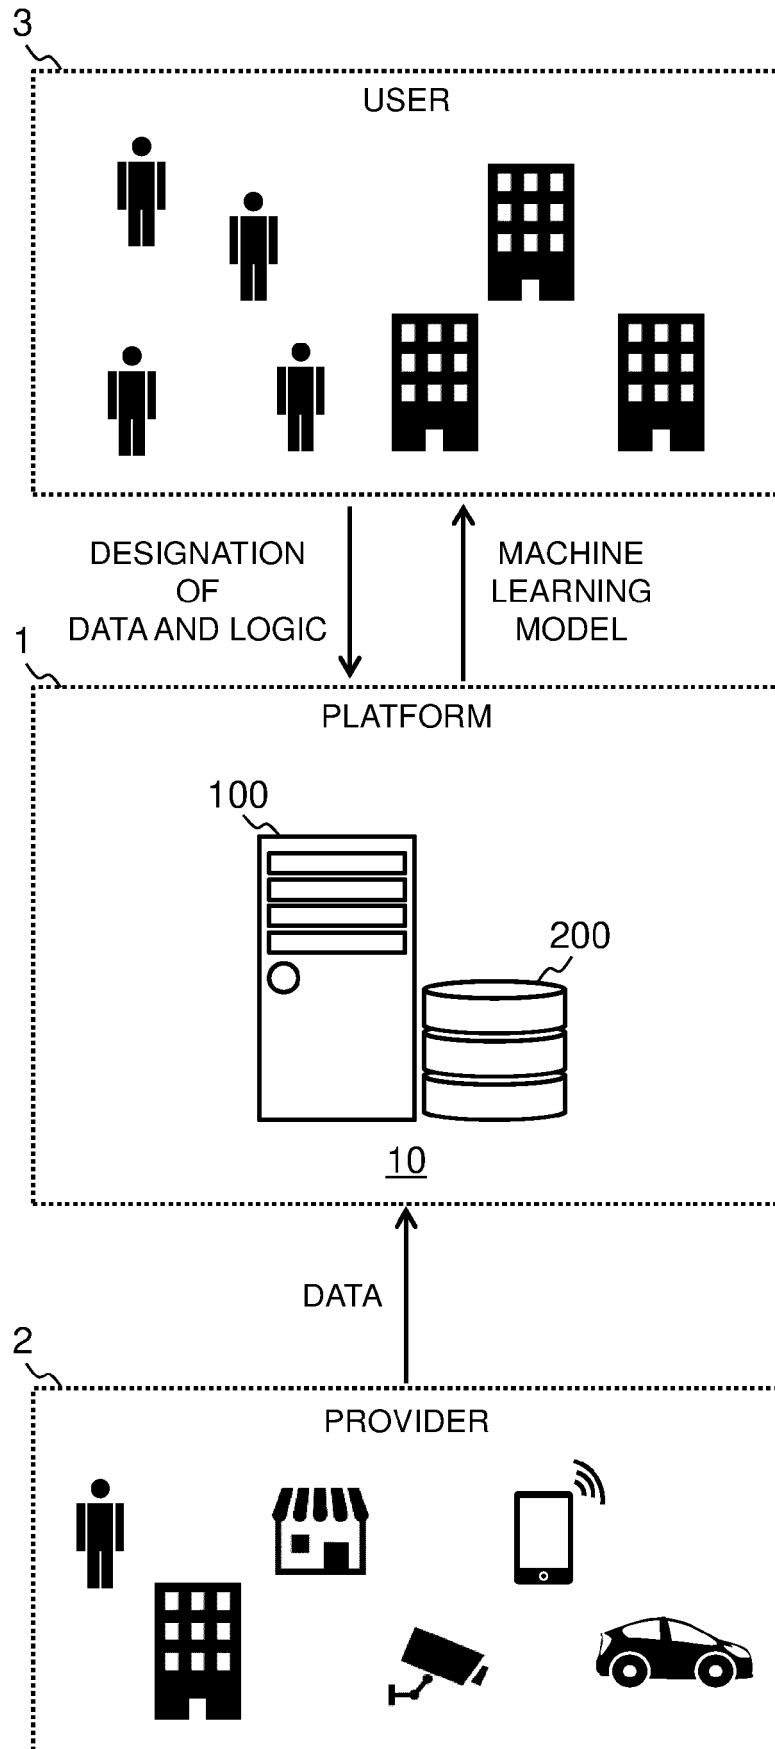 3
USER
DESIGNATION
OF
DATA AND LOGIC
MACHINE
LEARNING
MODEL
1
PLATFORM
100
200
10
DATA
2
PROVIDER